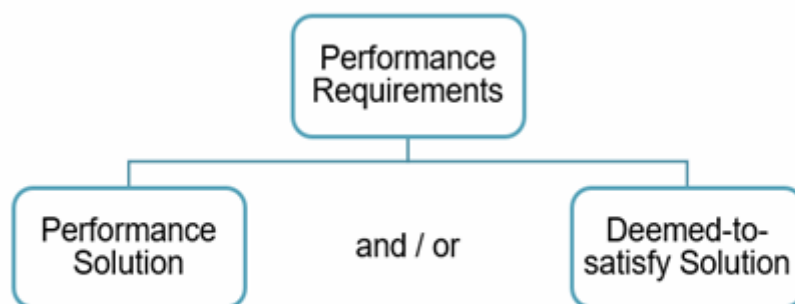 Performance
Requirements
Performance
Solution
and / or
Deemed-to-
satisfy Solution